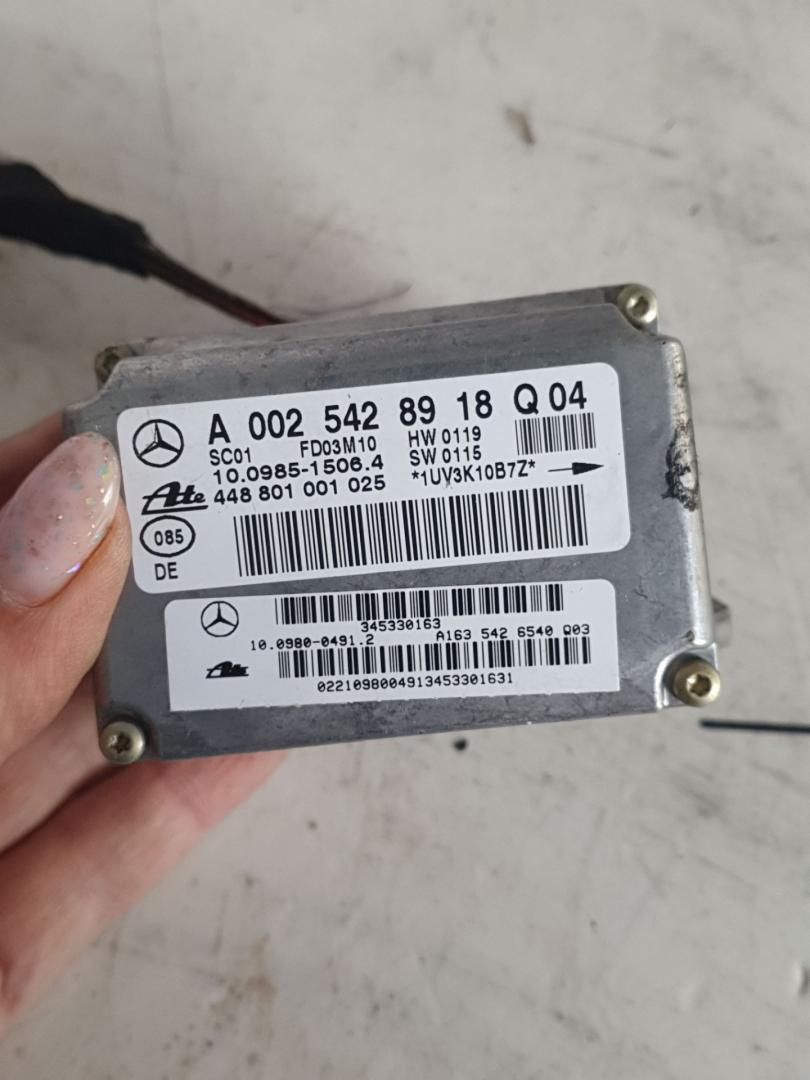 A 002 542 89 18 Q 04
SC01 FD03M10 HW 0119
10.0985-1506.4 SW 0115
Ate 448 801 001 025 *1UV3K10B7Z*
085
DE
345330163
10.0980-0491.2 A163 542 6540 Q03
Ate
0221098004913453301631